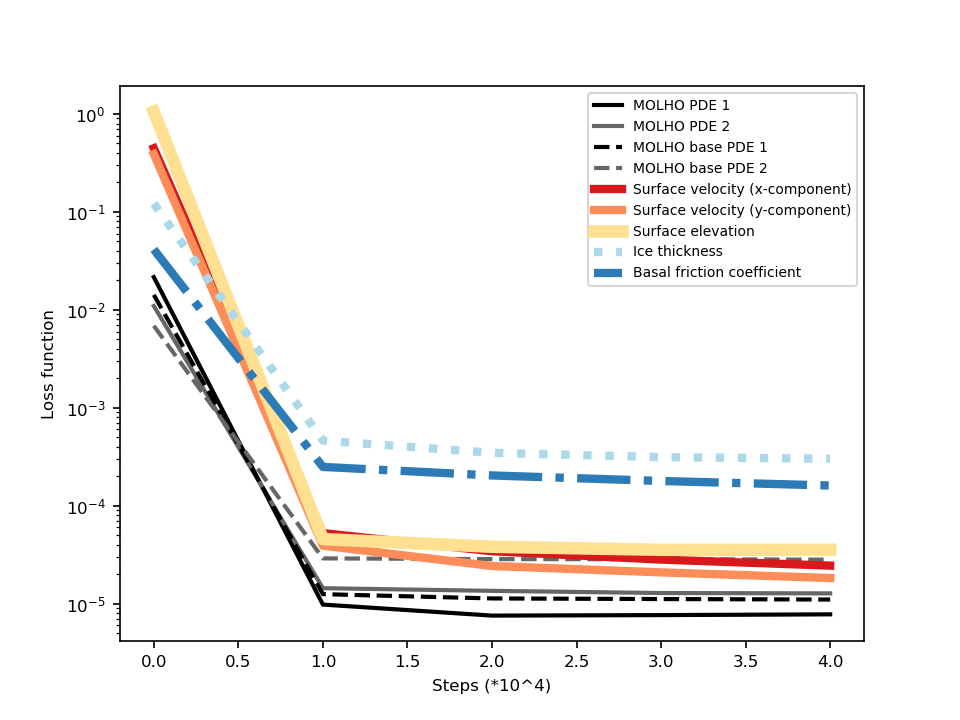 10⁰
10⁻¹
10⁻²
10⁻³
10⁻⁴
10⁻⁵
Loss function
MOLHO PDE 1
MOLHO PDE 2
MOLHO base PDE 1
MOLHO base PDE 2
Surface velocity (x-component)
Surface velocity (y-component)
Surface elevation
Ice thickness
Basal friction coefficient
0.0 0.5 1.0 1.5 2.0 2.5 3.0 3.5 4.0
Steps (*10^4)